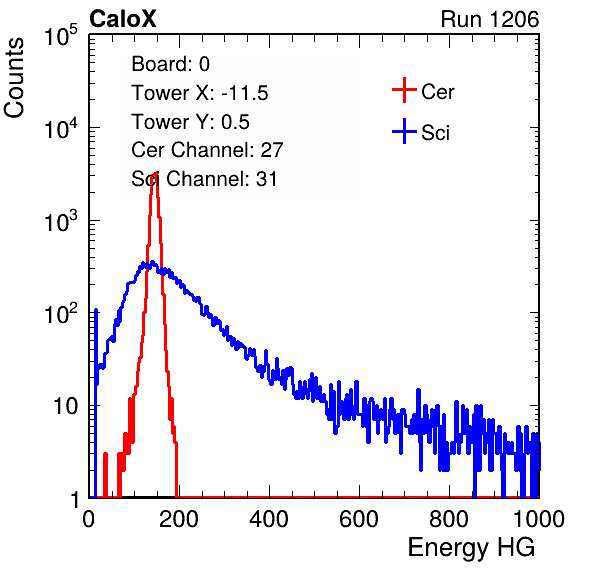 CaloX Run 1206
Counts
Board: 0
Tower X: -11.5
Tower Y: 0.5
Cer Channel: 27
Sci Channel: 31
Cer
Sci
10^5
10^4
10^3
10^2
10
1
0 200 400 600 800 1000
Energy HG